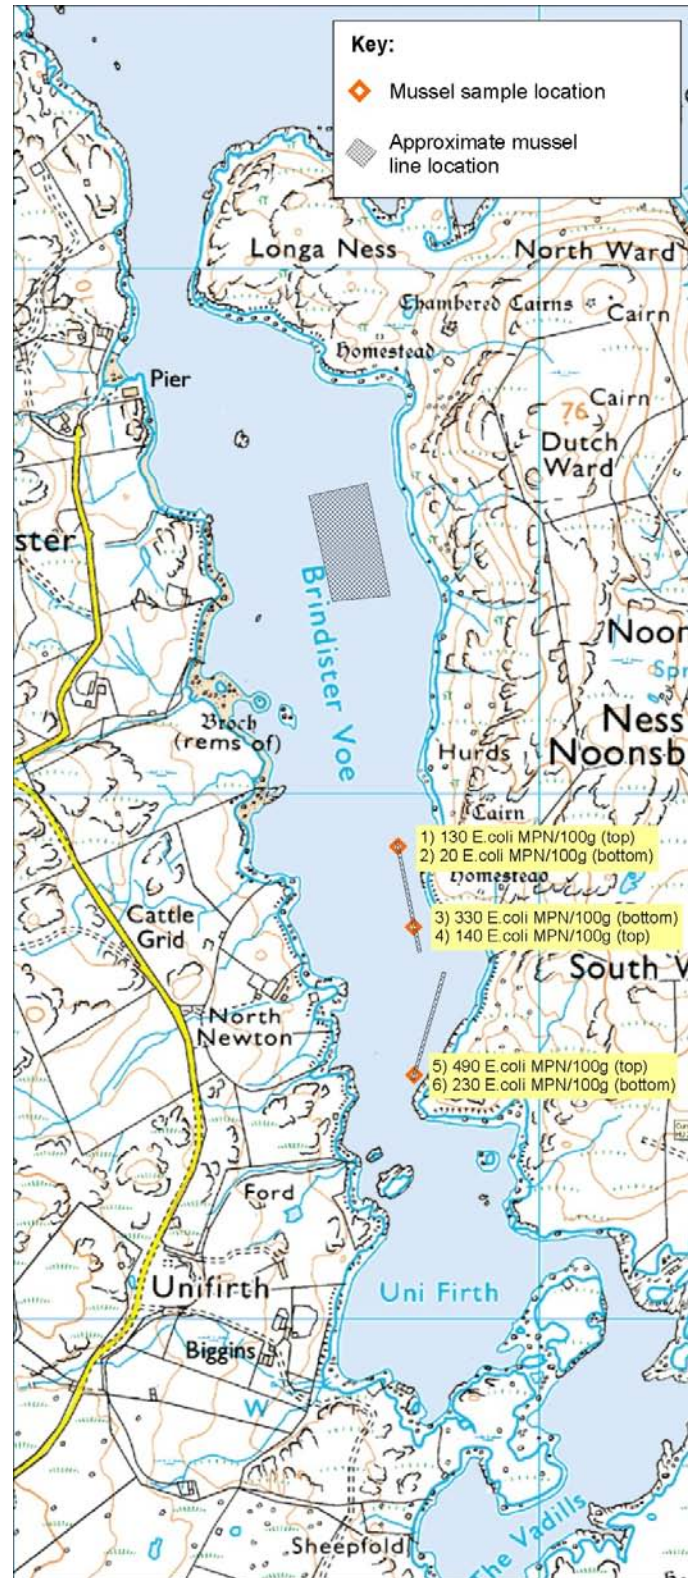 Key:
Mussel sample location
Approximate mussel
line location
Longa Ness
North Ward
Chambered Cairns
Cairn
Homestead
Pier
76
Cairn
Dutch
Ward
ster
Brindister Voe
Noor
Spr
Ness
Noonsb
Broch
(rems of)
Hurds
Cairn
1) 130 E.coli MPN/100g (top)
2) 20 E.coli MPN/100g (bottom)
Homestead
3) 330 E.coli MPN/100g (bottom)
4) 140 E.coli MPN/100g (top)
Cattle
Grid
South
North
Newton
5) 490 E.coli MPN/100g (top)
6) 230 E.coli MPN/100g (bottom)
Ford
Unifirth
Uni Firth
Biggins
W
Sheepfold
The Vadills